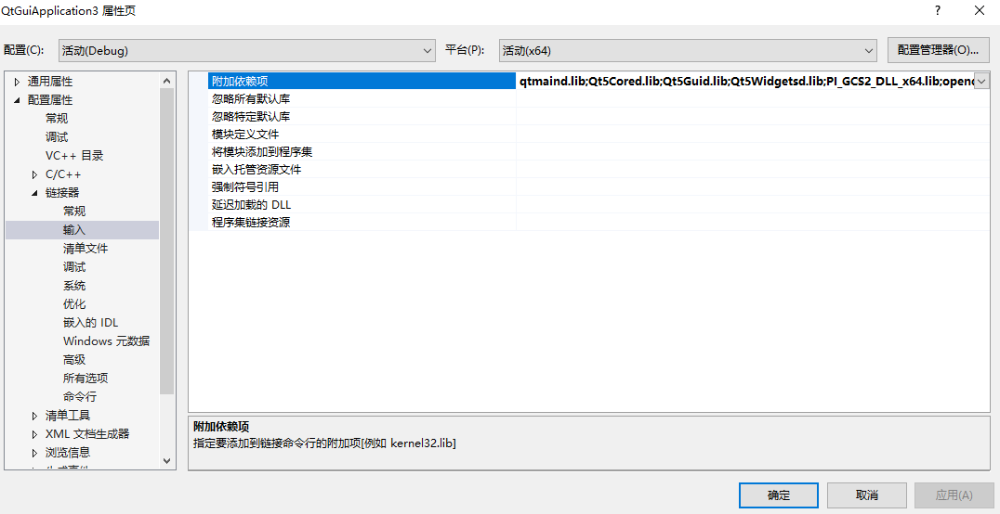 QtGuiApplication3 属性页
配置(C): 活动(Debug) 平台(P): 活动(x64) 配置管理器(O)...
通用属性
配置属性
常规
调试
VC++ 目录
C/C++
链接器
常规
输入
清单文件
调试
系统
优化
嵌入的 IDL
Windows 元数据
高级
所有选项
命令行
清单工具
XML 文档生成器
浏览信息
附加依赖项 qtmaind.lib;Qt5Cored.lib;Qt5Guid.lib;Qt5Widgetsd.lib;PI_GCS2_DLL_x64.lib;openc
忽略所有默认库
忽略特定默认库
模块定义文件
将模块添加到程序集
嵌入托管资源文件
强制符号引用
延迟加载的 DLL
程序集链接资源
附加依赖项
指定要添加到链接命令行的附加项[例如 kernel32.lib]
确定 取消 应用(A)